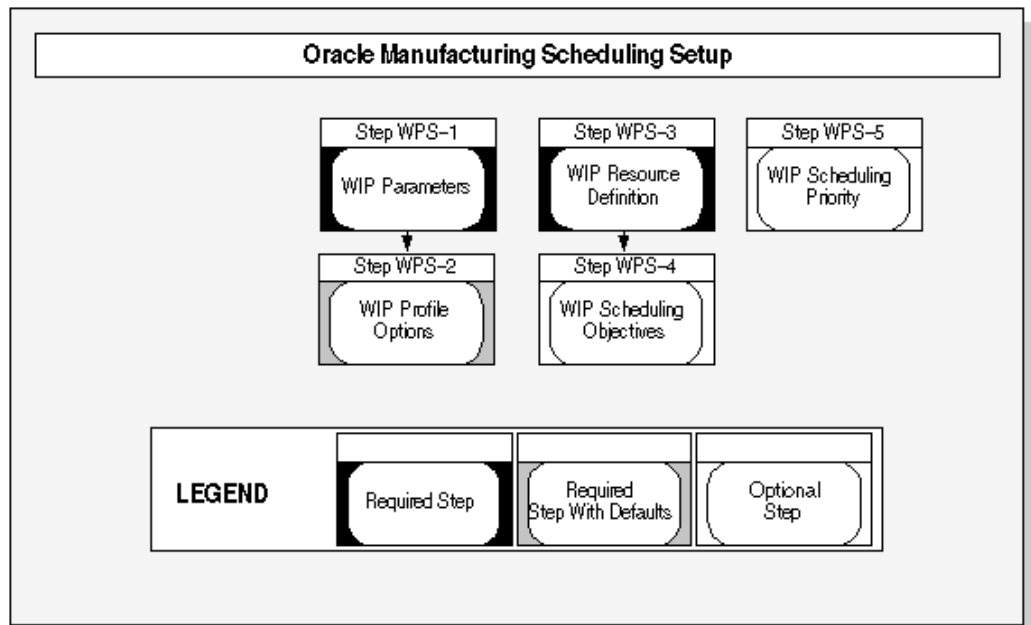 Oracle Manufacturing Scheduling Setup
Step WPS-1
WIP Parameters
Step WPS-2
WIP Profile
Options
Step WPS-3
WIP Resource
Definition
Step WPS-4
WIP Scheduling
Objectives
Step WPS-5
WIP Scheduling
Priority
LEGEND
Required Step
Required
Step With Defaults
Optional
Step